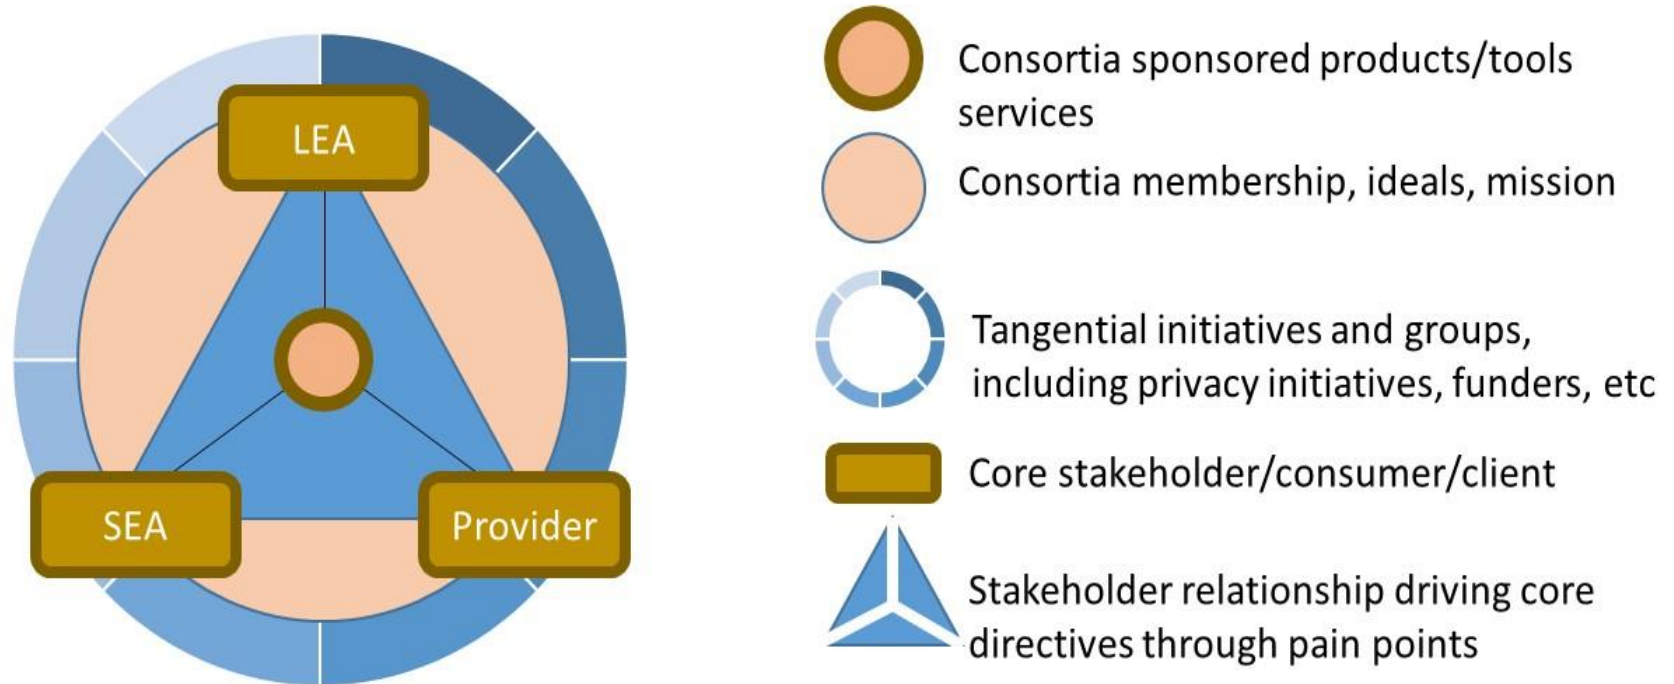 LEA
SEA
Provider
Consortia sponsored products/tools
services
Consortia membership, ideals, mission
Tangential initiatives and groups,
including privacy initiatives, funders, etc
Core stakeholder/consumer/client
Stakeholder relationship driving core
directives through pain points